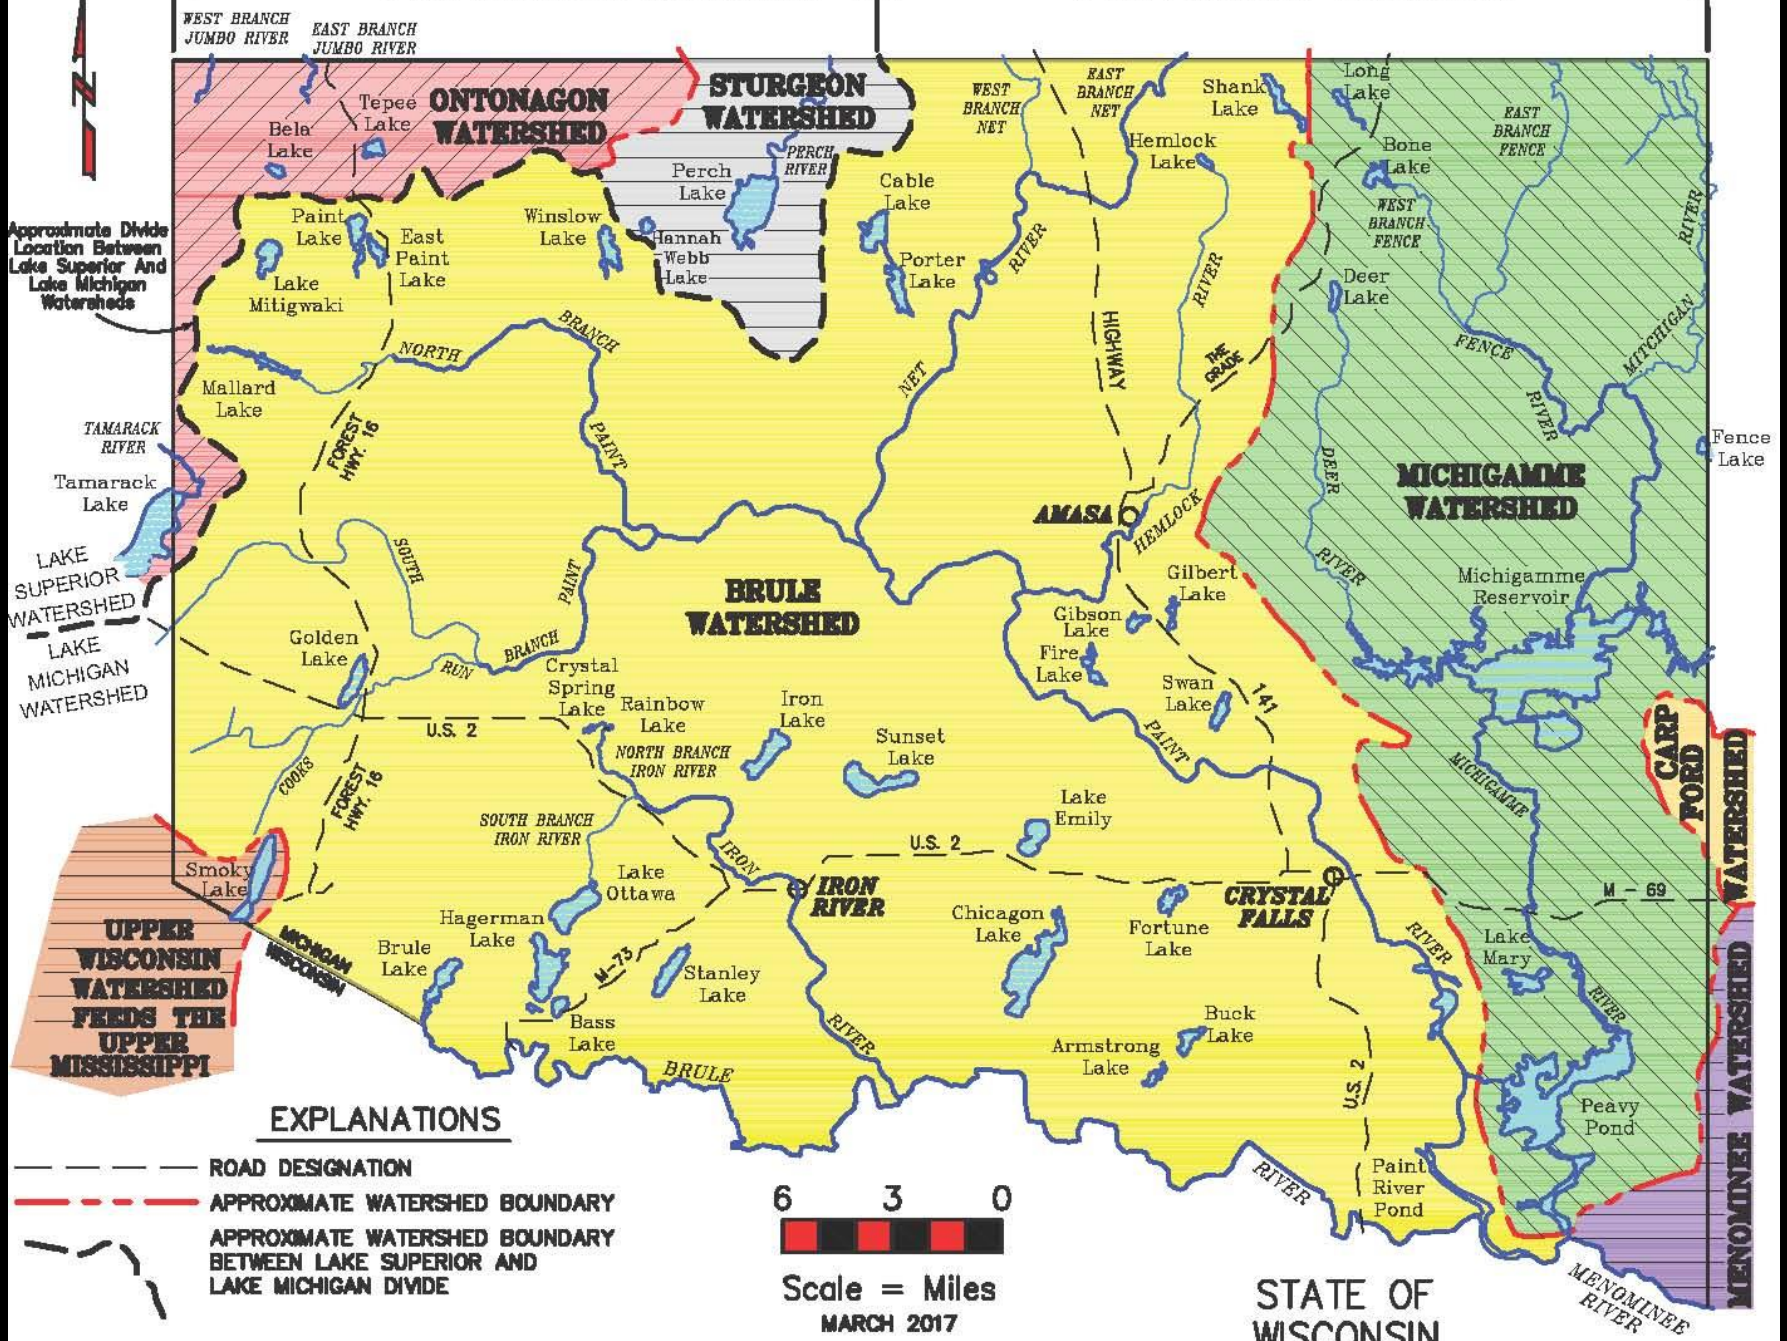 WEST BRANCH
JUMBO RIVER
EAST BRANCH
JUMBO RIVER
N
ONTONAGON
WATERSHED
STURGEON
WATERSHED
Tepee
Lake
Bela
Lake
Perch
Lake
PERCH
RIVER
WEST
BRANCH
NET
EAST
BRANCH
NET
Shank
Lake
Hemlock
Lake
Long
Lake
Bone
Lake
EAST
BRANCH
FENCE
WEST
BRANCH
FENCE
RIVER
Cable
Lake
Porter
Lake
RIVER
RIVER
Approximate Divide
Location Between
Lake Superior And
Lake Michigan
Watersheds
Paint
Lake
East
Paint
Lake
Lake
Mitigwaki
Winslow
Lake
Hannah
Webb
Lake
Deer
Lake
MITCHIGAN
FENCE
RIVER
HIGHWAY
THE
GRADE
NORTH
BRANCH
PAINT
NET
Mallard
Lake
FOREST
HWY. 16
TAMARACK
RIVER
Tamarack
Lake
DEER
RIVER
MICHIGAMME
WATERSHED
Fence
Lake
AMASA
HEMLOCK
LAKE
SUPERIOR
WATERSHED
LAKE
MICHIGAN
WATERSHED
SOUTH
PAINT
BRANCH
RUN
BRULE
WATERSHED
Gilbert
Lake
Gibson
Lake
Fire
Lake
Swan
Lake
141
Michigamme
Reservoir
Golden
Lake
U.S. 2
Crystal
Spring
Lake
Rainbow
Lake
NORTH BRANCH
IRON RIVER
Iron
Lake
Sunset
Lake
PAINT
MICHIGAMME
CARP
FORD
WATERSHED
COOKS
FOREST
HWY. 16
SOUTH BRANCH
IRON RIVER
IRON
Lake
Emily
U.S. 2
Smoky
Lake
Lake
Ottawa
IRON
RIVER
CRYSTAL
FALLS
M - 69
Hagerman
Lake
Chicagon
Lake
Fortune
Lake
RIVER
Lake
Mary
UPPER
WISCONSIN
WATERSHED
FEEDS THE
UPPER
MISSISSIPPI
MICHIGAN
WISCONSIN
Brule
Lake
M-73
Stanley
Lake
Bass
Lake
RIVER
Buck
Lake
Armstrong
Lake
RIVER
BRULE
U.S. 2
Peavy
Pond
MENOMINEE WATERSHED
Paint
River
Pond
RIVER
MENOMINEE
RIVER
EXPLANATIONS
ROAD DESIGNATION
APPROXIMATE WATERSHED BOUNDARY
APPROXIMATE WATERSHED BOUNDARY
BETWEEN LAKE SUPERIOR AND
LAKE MICHIGAN DIVIDE
6 3 0
Scale = Miles
MARCH 2017
STATE OF
WISCONSIN